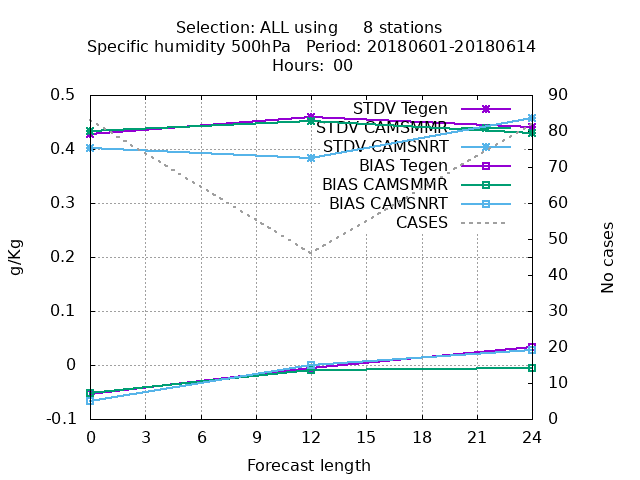 Selection: ALL using 8 stations
Specific humidity 500hPa Period: 20180601-20180614
Hours: 00
0.5
0.4
0.3
0.2
0.1
0
-0.1
g/Kg
90
80
70
60
50
40
30
20
10
0
No cases
STDV Tegen
STDV CAMSMMR
STDV CAMSNRT
BIAS Tegen
BIAS CAMSMMR
BIAS CAMSNRT
CASES
0 3 6 9 12 15 18 21 24
Forecast length